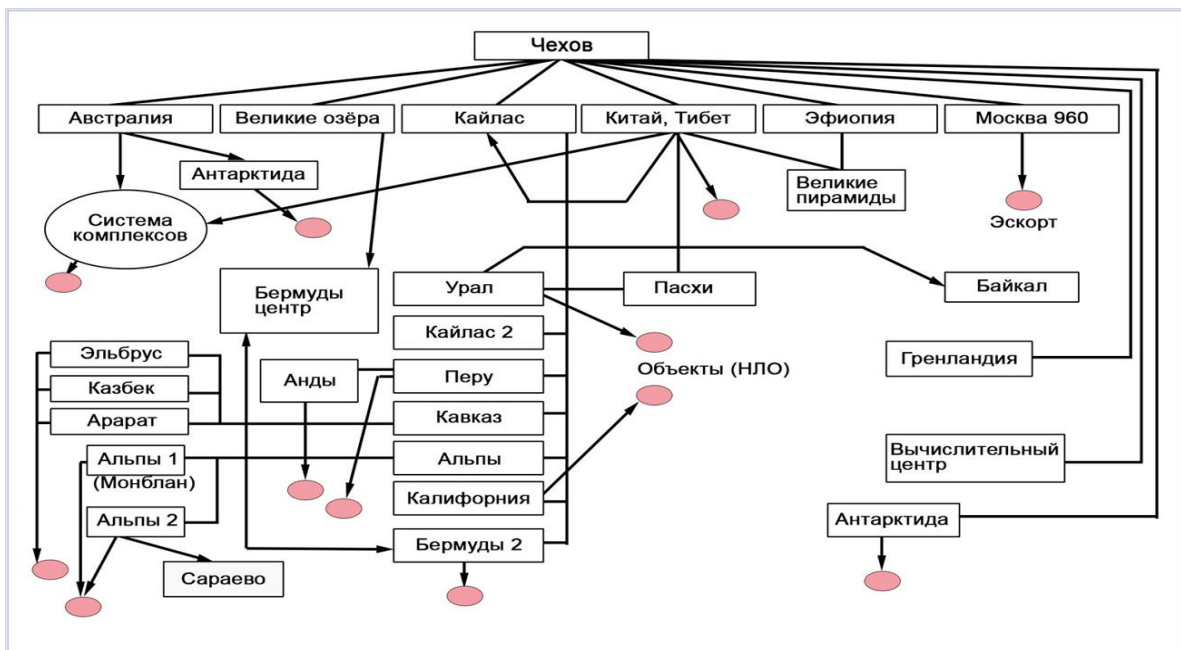 Чехов
Австралия
Великие озёра
Кайлас
Китай, Тибет
Эфиопия
Москва 960
Антарктида
Великие
пирамиды
Система
комплексов
Эскорт
Бермуды
центр
Урал
Пасхи
Байкал
Кайлас 2
Эльбрус
Гренландия
Объекты (НЛО)
Анды
Перу
Казбек
Арарат
Кавказ
Альпы 1
(Монблан)
Альпы
Вычислительный
центр
Калифорния
Альпы 2
Антарктида
Бермуды 2
Сараево